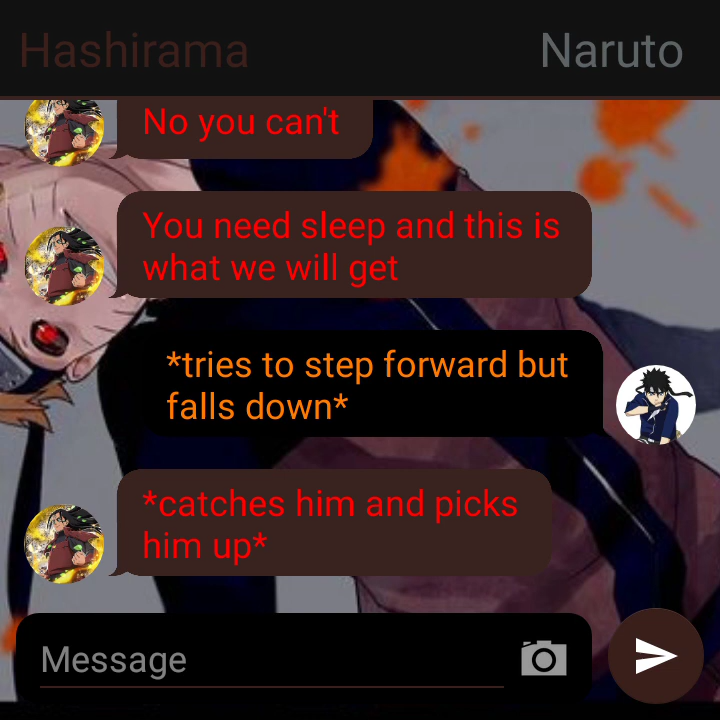 Hashirama
Naruto
No you can't
You need sleep and this is
what we will get
*tries to step forward but
falls down*
*catches him and picks
him up*
Message